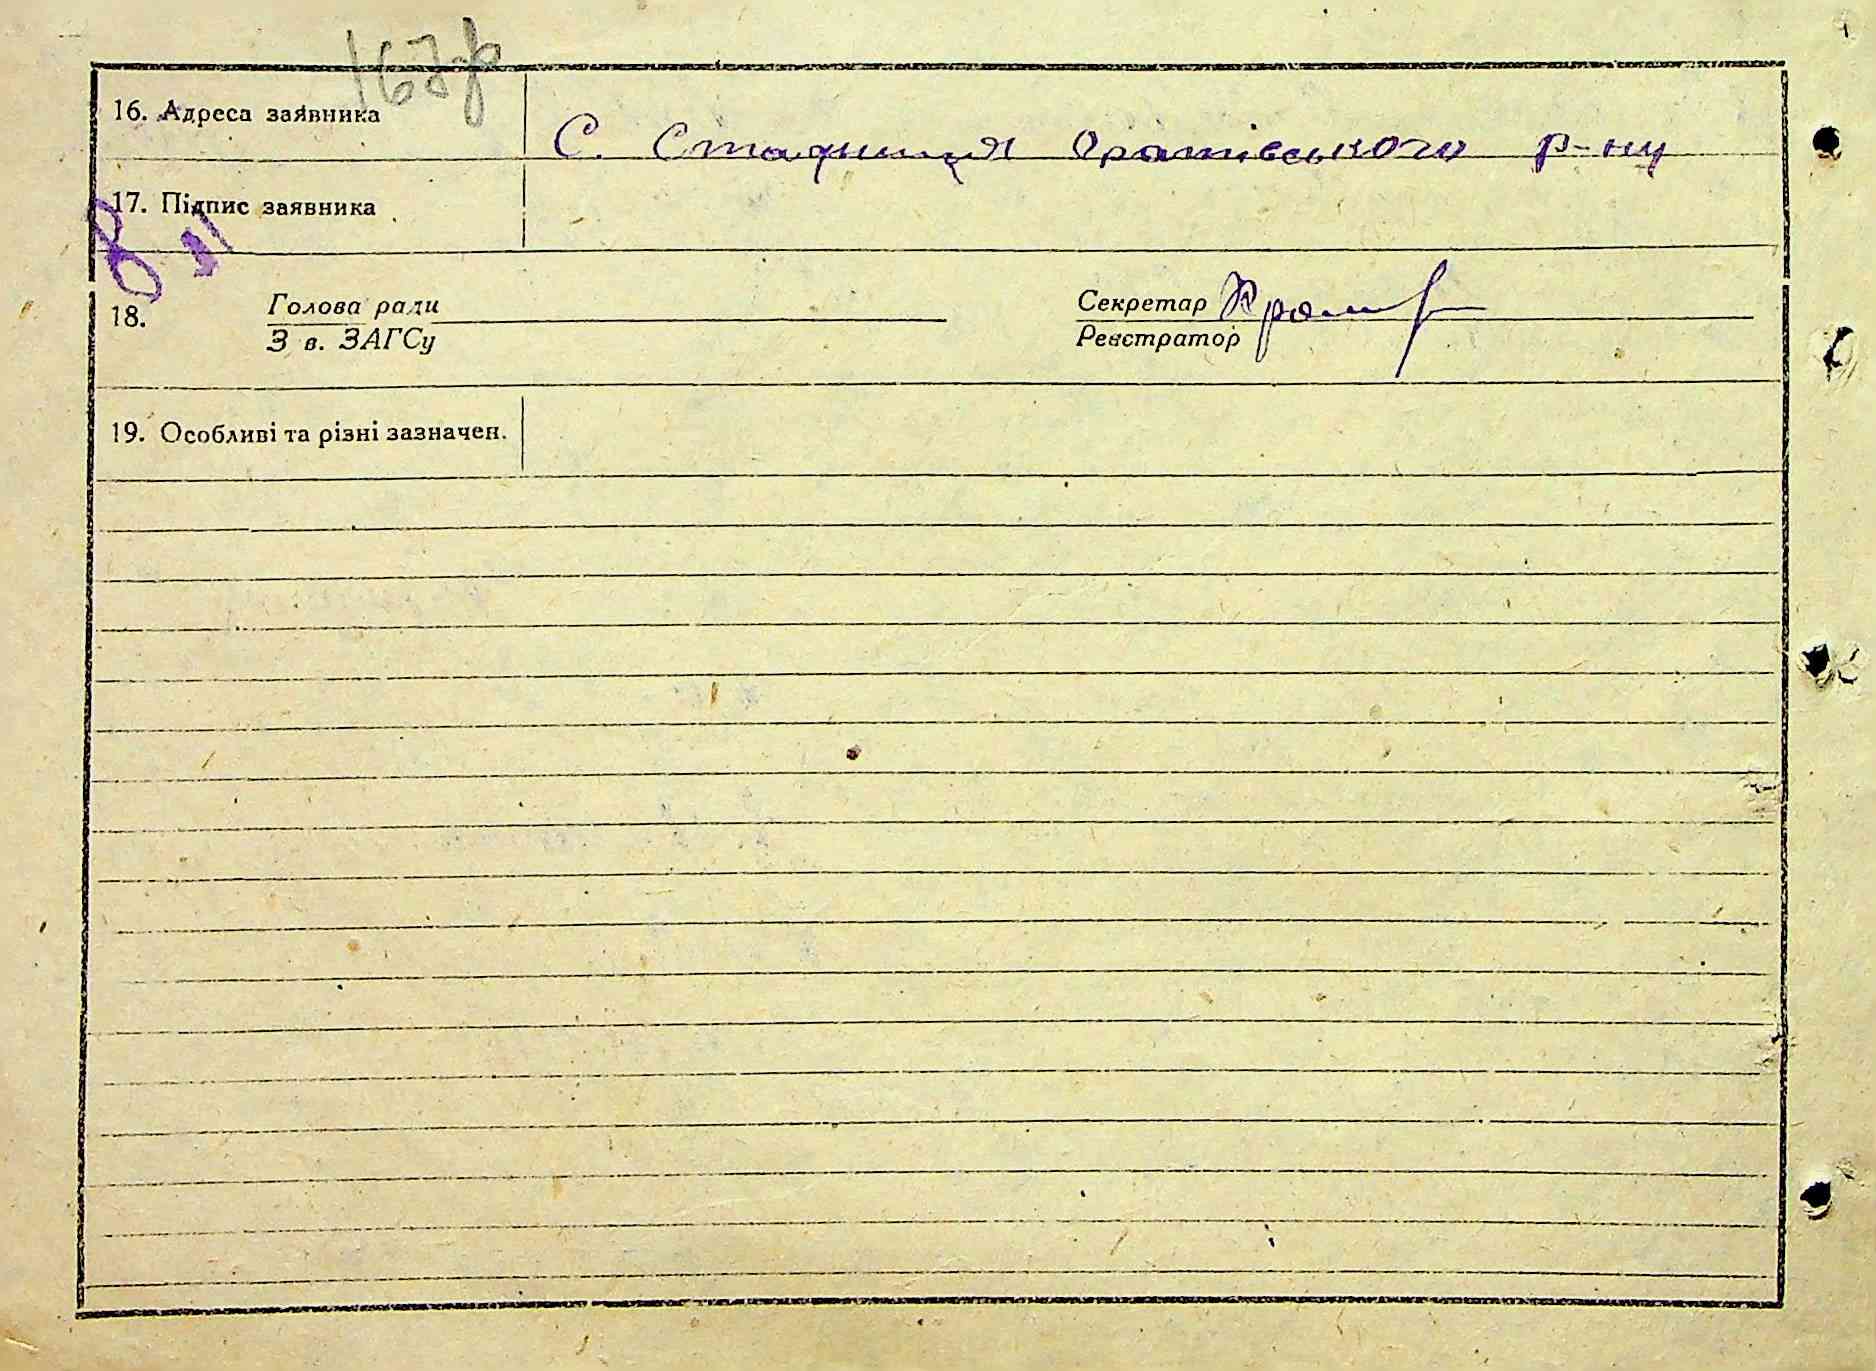 167
16. Адреса заявника
С. Стадниця Оратівського р-ну
17. Підпис заявника
18. Голова ради Секретар
З в. ЗАГСу Реєстратор
19. Особливі та різні зазначен.